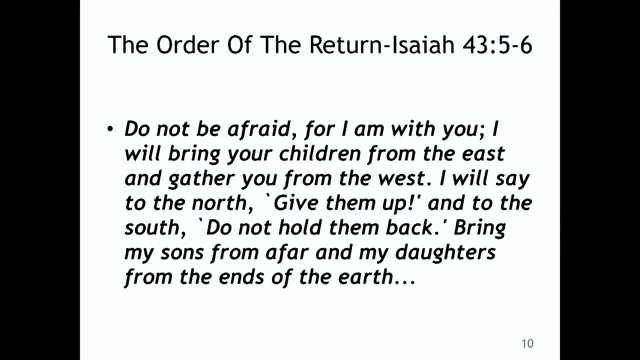 The Order Of The Return-Isaiah 43:5-6
• Do not be afraid, for I am with you; I
will bring your children from the east
and gather you from the west. I will say
to the north, `Give them up!' and to the
south, `Do not hold them back.' Bring
my sons from afar and my daughters
from the ends of the earth...
10